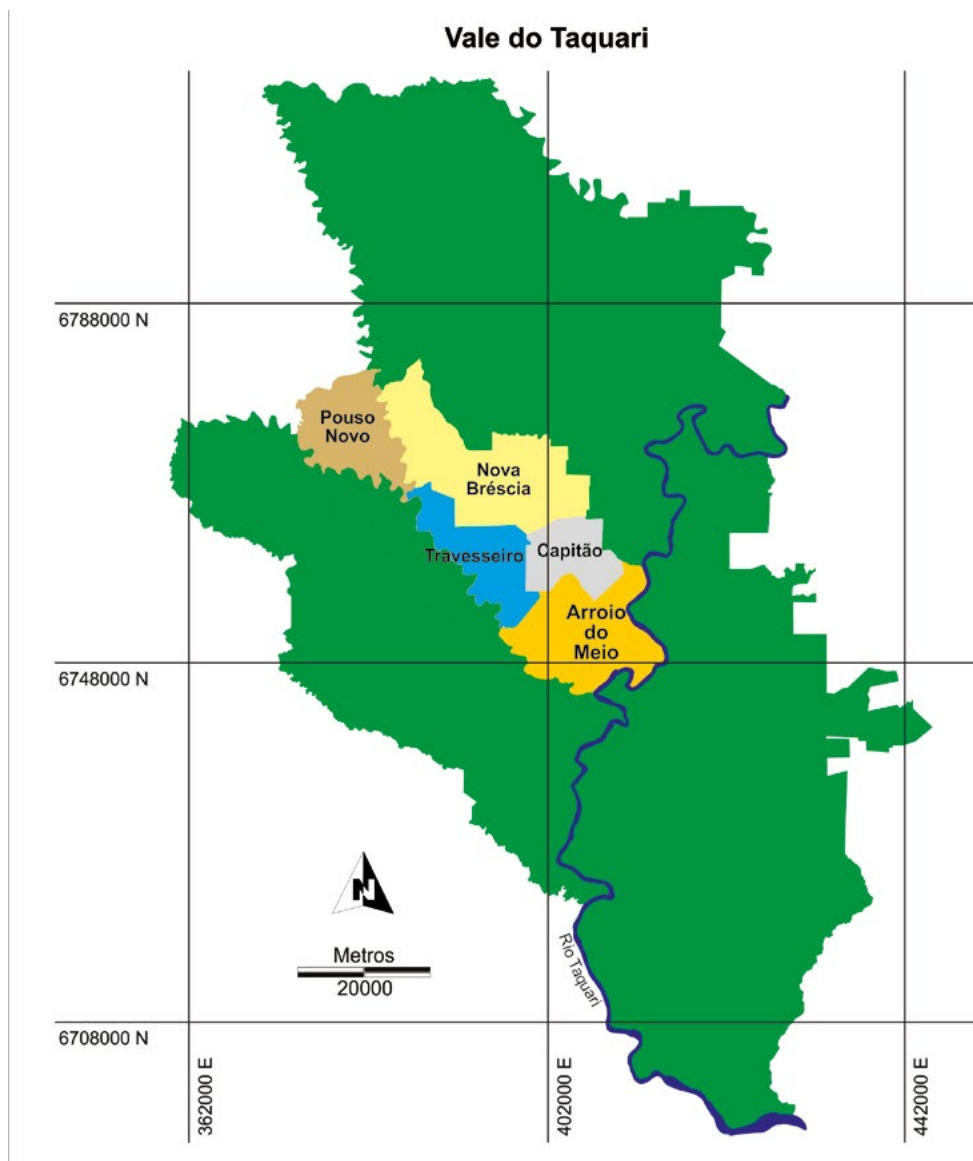 Vale do Taquari
6788000 N
Pouso
Novo
Nova
Bréscia
Travesseiro
Capitão
Arroio
do
Meio
6748000 N
N
Metros
20000
Rio Taquari
6708000 N
362000 E
402000 E
442000 E